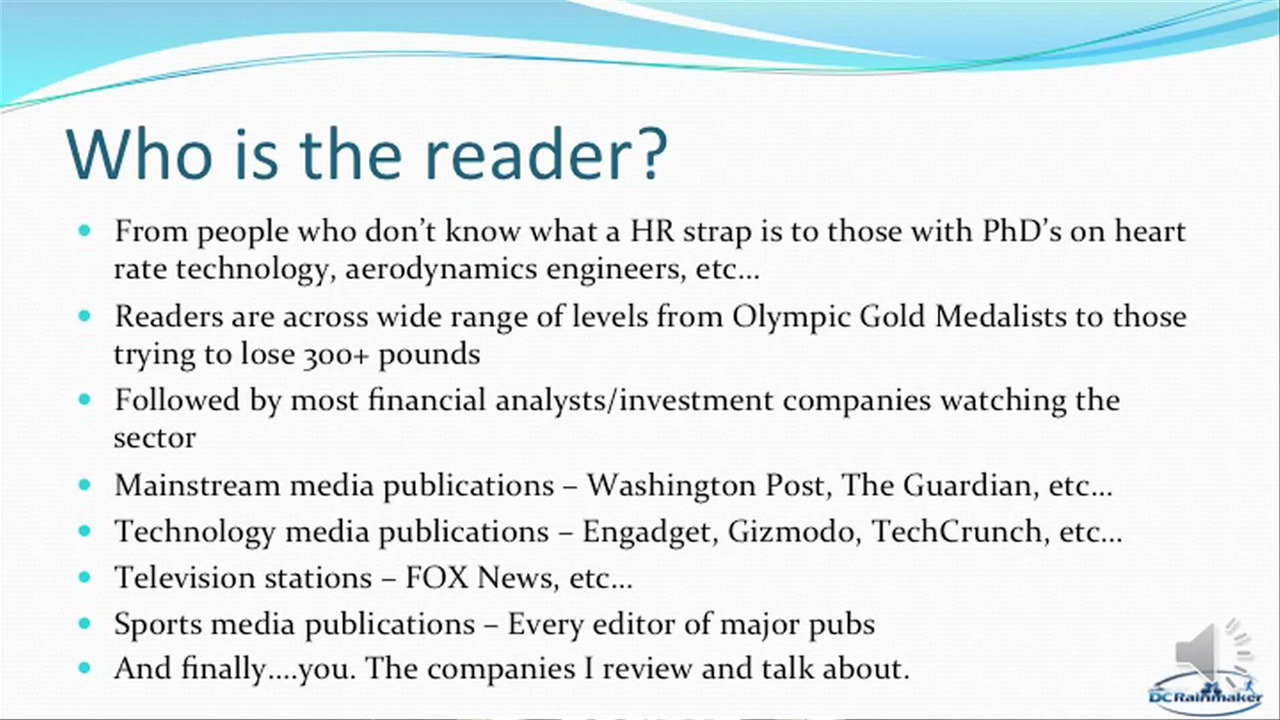 Who is the reader?
From people who don’t know what a HR strap is to those with PhD’s on heart
rate technology, aerodynamics engineers, etc…
Readers are across wide range of levels from Olympic Gold Medalists to those
trying to lose 300+ pounds
Followed by most financial analysts/investment companies watching the
sector
Mainstream media publications – Washington Post, The Guardian, etc…
Technology media publications – Engadget, Gizmodo, TechCrunch, etc…
Television stations – FOX News, etc…
Sports media publications – Every editor of major pubs
And finally….you. The companies I review and talk about.
DC Rainmaker